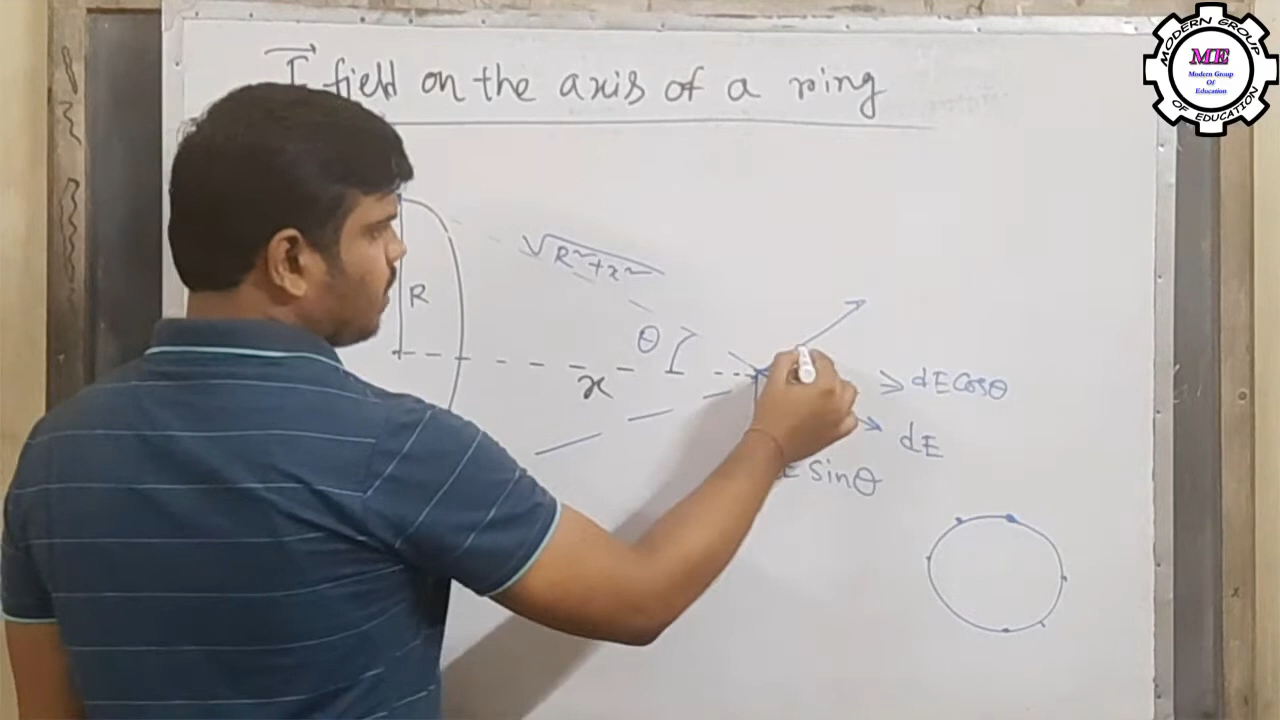 field on the axis of a ring
√R²+x²
R
θ
x
dE Cosθ
dE
Sinθ
MODERN GROUP
ME
Modern Group
Of
Education
OF EDUCATION